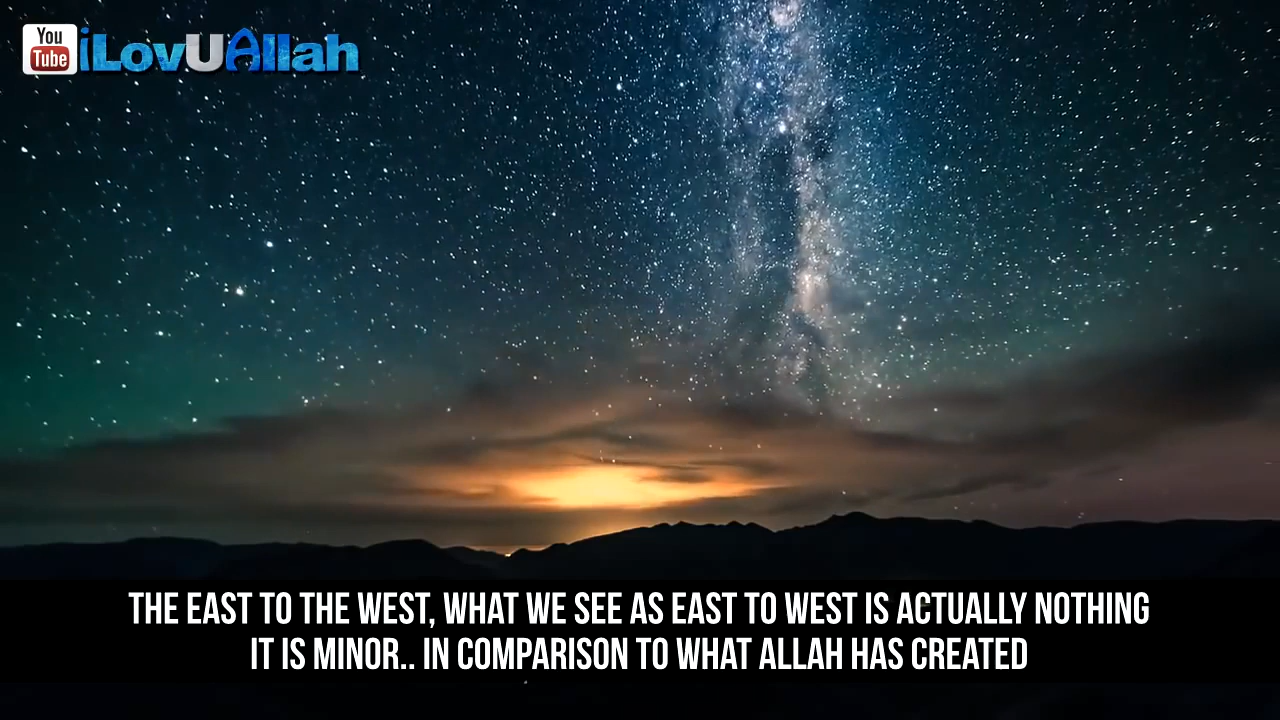 You
Tube
iLovUAllah
THE EAST TO THE WEST, WHAT WE SEE AS EAST TO WEST IS ACTUALLY NOTHING
IT IS MINOR.. IN COMPARISON TO WHAT ALLAH HAS CREATED